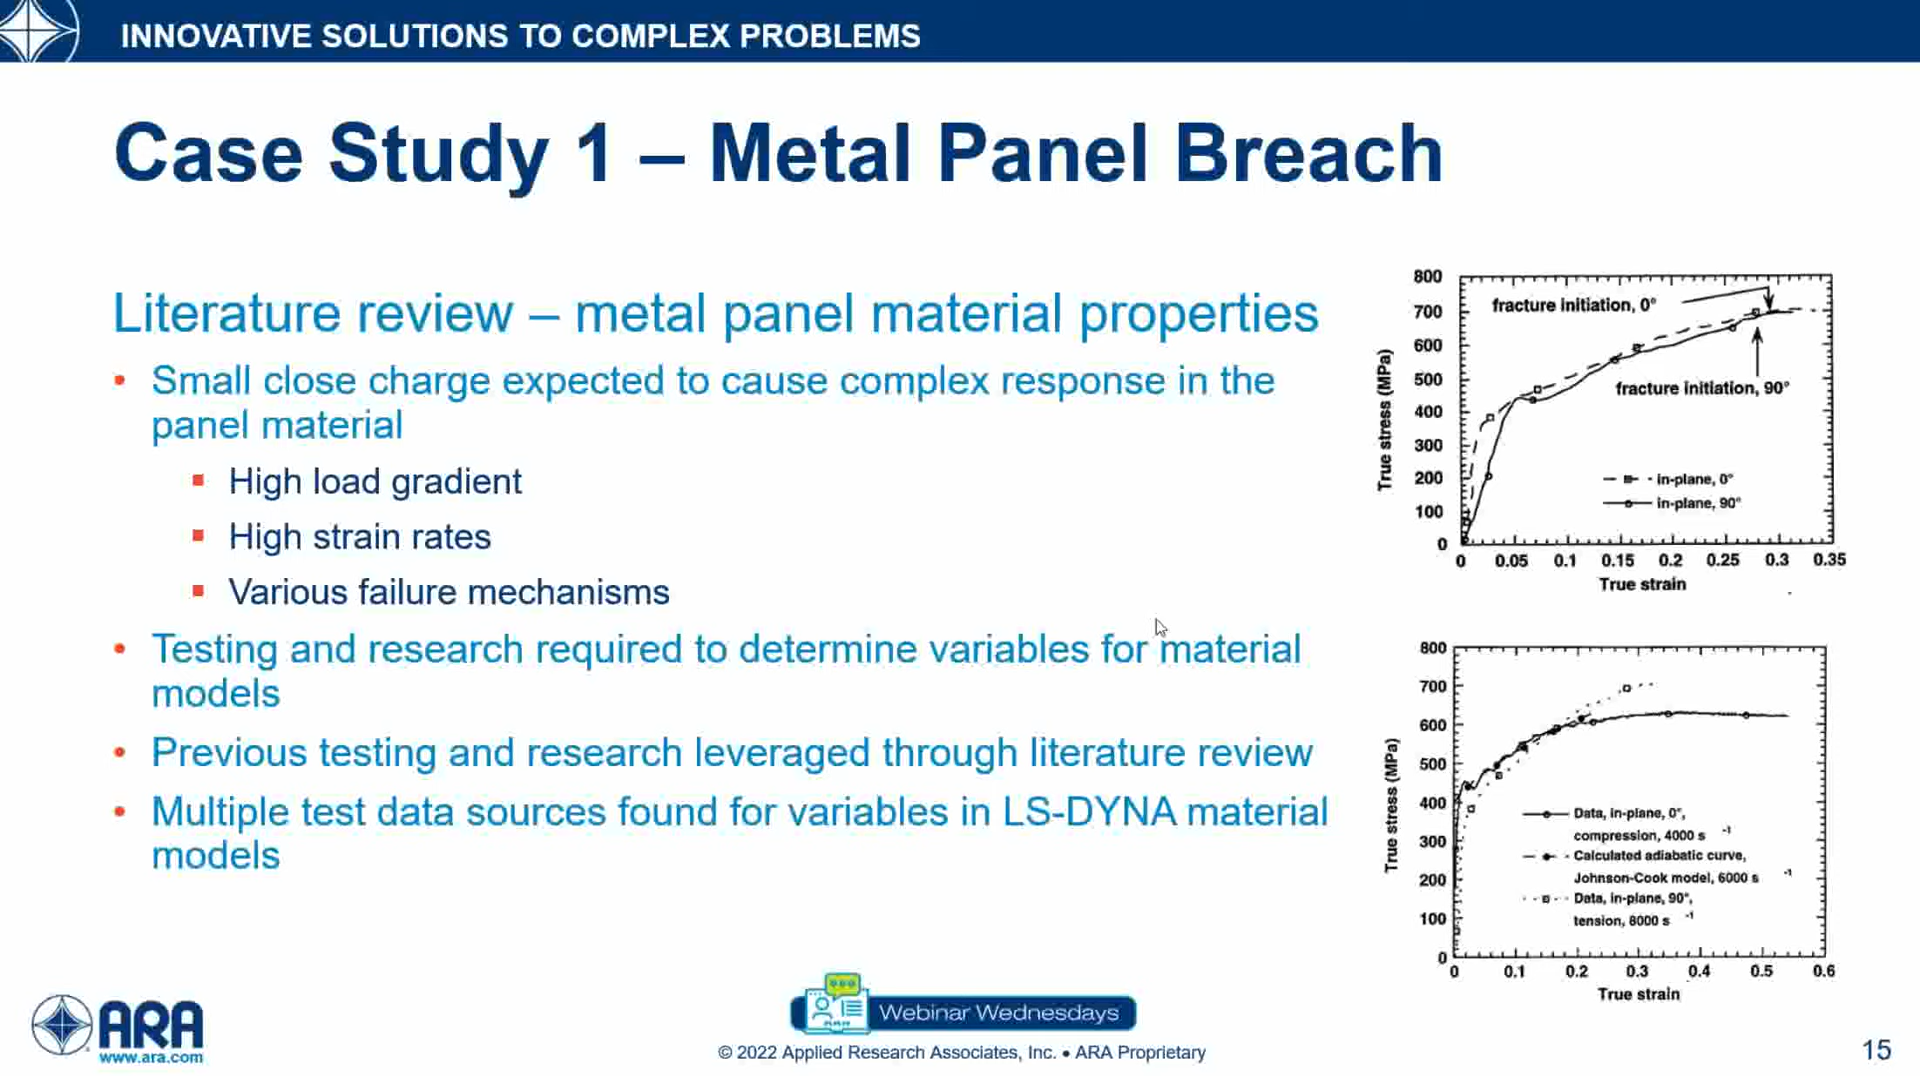 INNOVATIVE SOLUTIONS TO COMPLEX PROBLEMS
Case Study 1 – Metal Panel Breach
Literature review – metal panel material properties
• Small close charge expected to cause complex response in the
panel material
▪ High load gradient
▪ High strain rates
▪ Various failure mechanisms
• Testing and research required to determine variables for material
models
• Previous testing and research leveraged through literature review
• Multiple test data sources found for variables in LS-DYNA material
models
800
700
600
500
400
300
200
100
0
True stress (MPa)
fracture initiation, 0°
fracture initiation, 90°
in-plane, 0°
in-plane, 90°
0 0.05 0.1 0.15 0.2 0.25 0.3 0.35
True strain
800
700
600
500
400
300
200
100
0
True stress (MPa)
Data, in-plane, 0°,
compression, 4000 s -1
Calculated adiabatic curve,
Johnson-Cook model, 6000 s -1
Data, in-plane, 90°,
tension, 8000 s -1
0 0.1 0.2 0.3 0.4 0.5 0.6
True strain
ARA
www.ara.com
Webinar Wednesdays
© 2022 Applied Research Associates, Inc. • ARA Proprietary
15